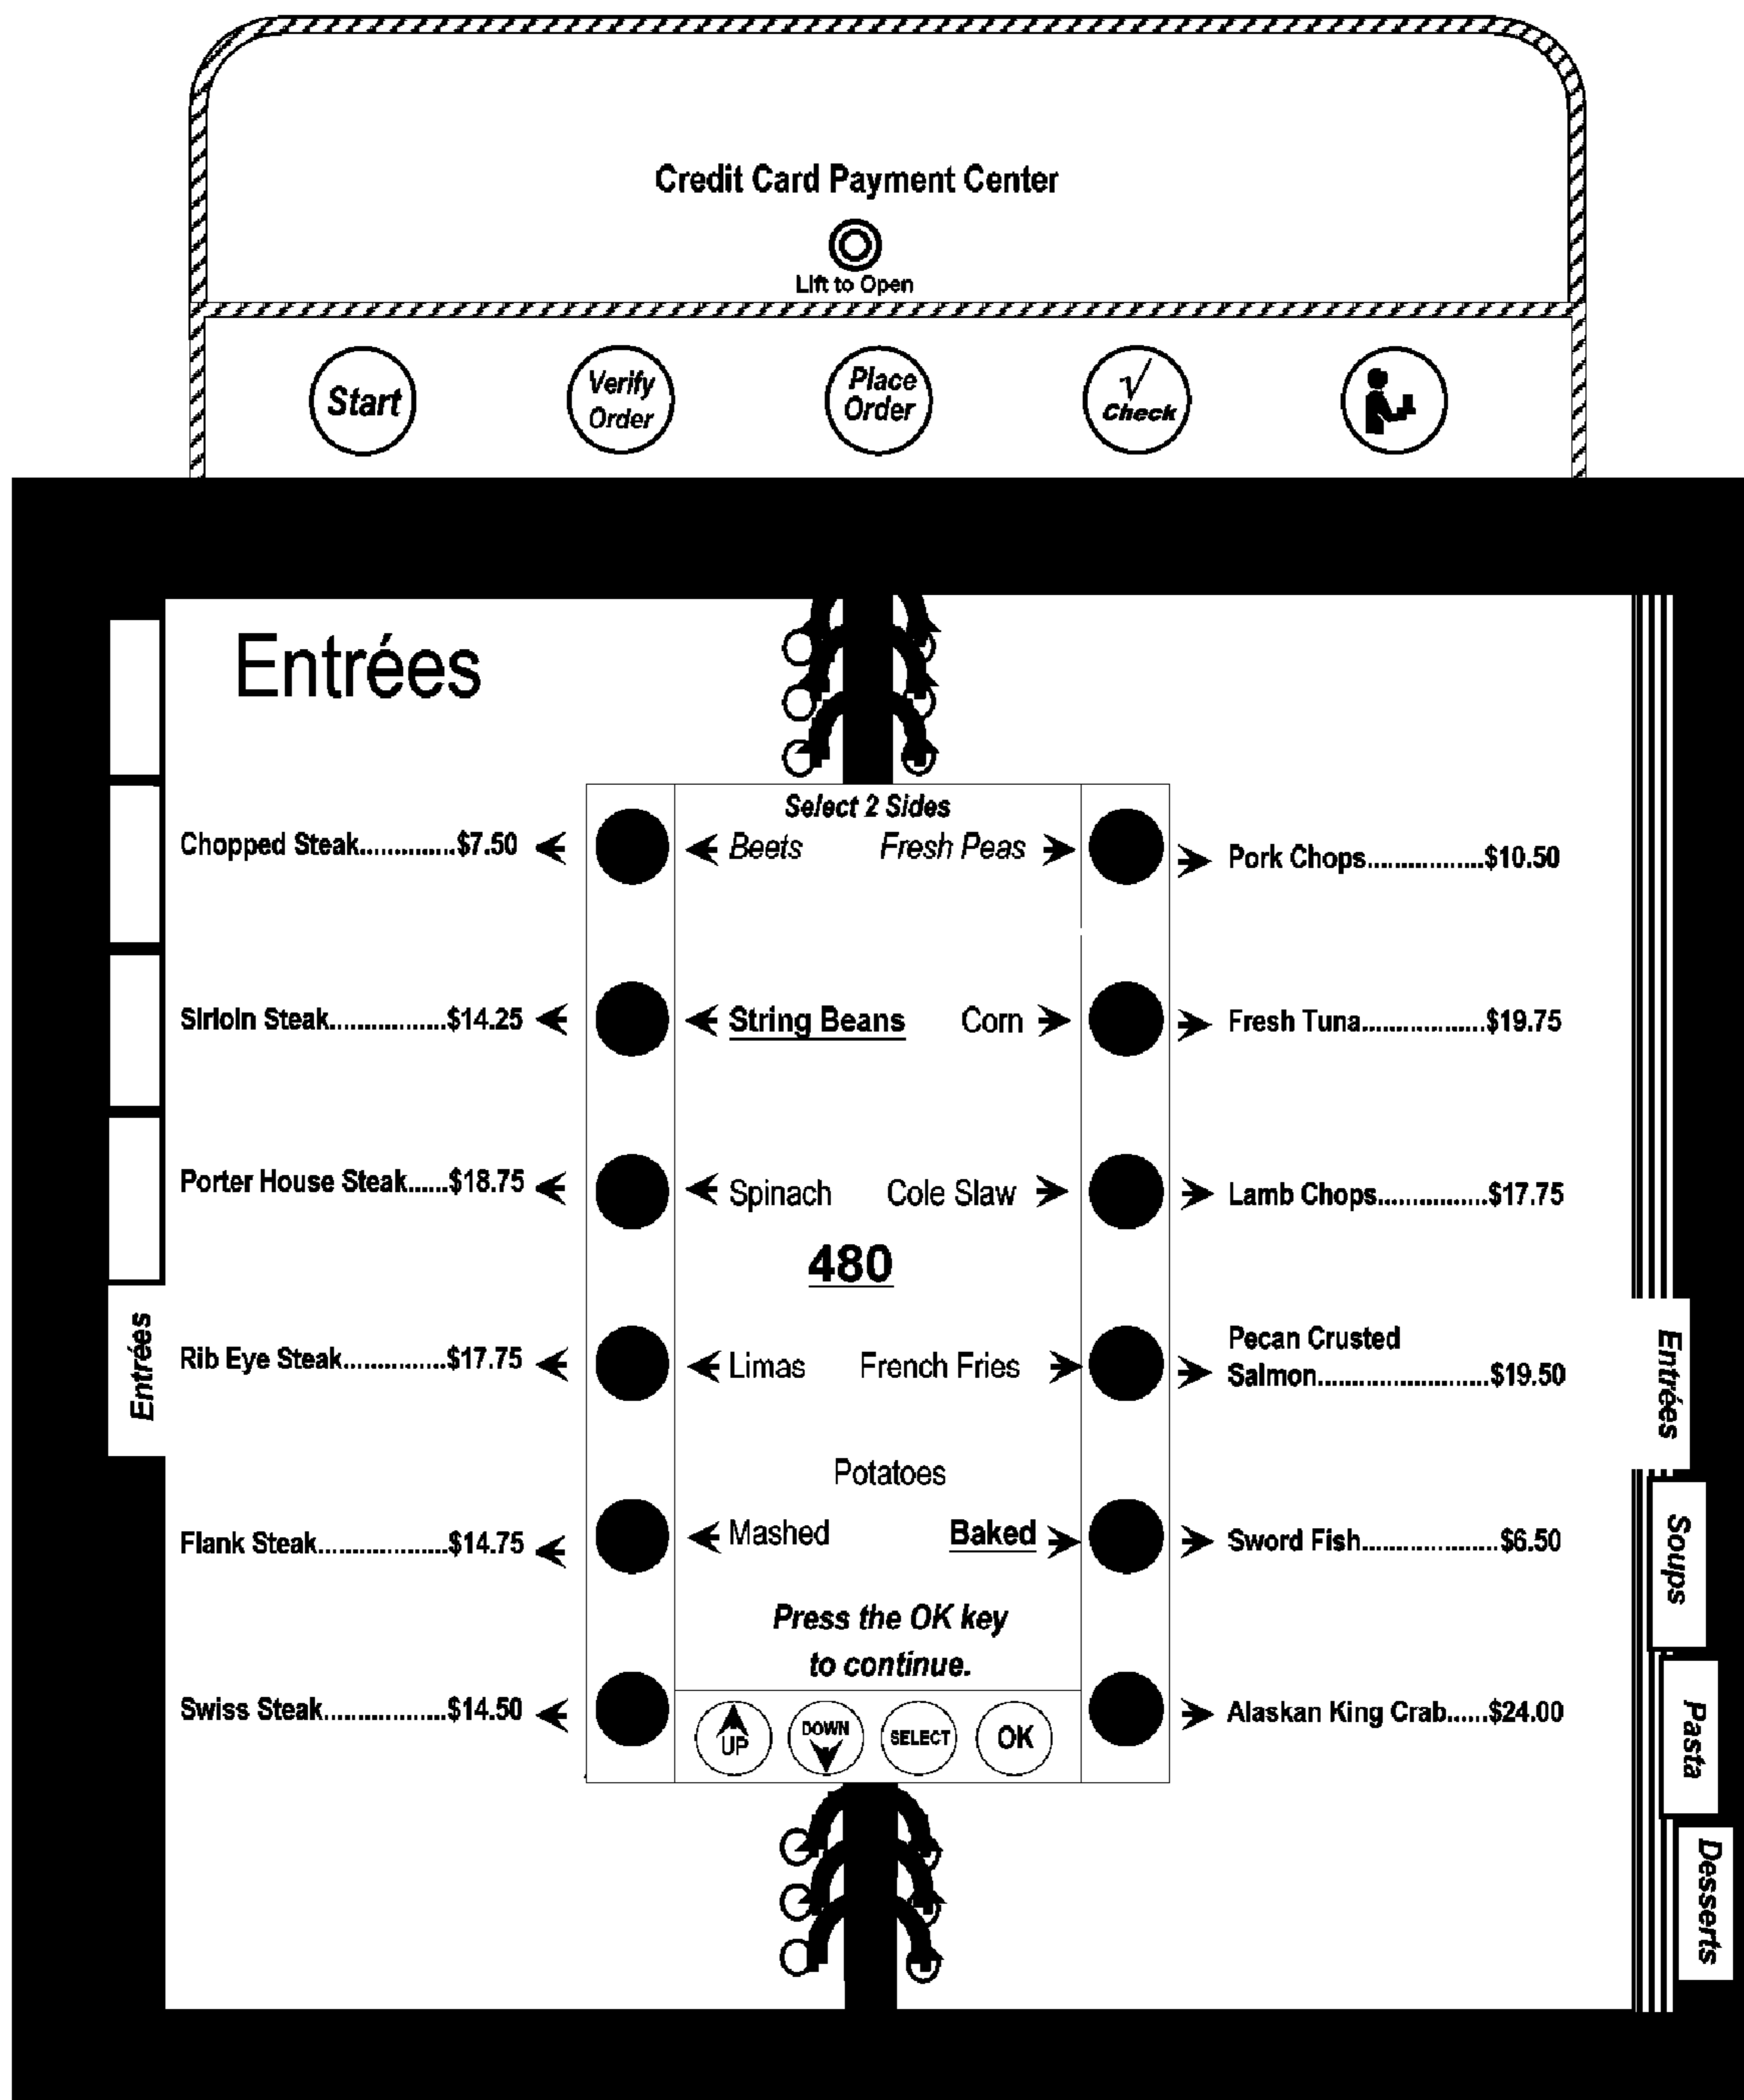 Credit Card Payment Center
Lift to Open
Start
Verify
Order
Place
Order
√
Check
Entrées
Select 2 Sides
Chopped Steak..............$7.50
Beets
Fresh Peas
Pork Chops.................$10.50
Sirloin Steak.................$14.25
String Beans
Corn
Fresh Tuna..................$19.75
Porter House Steak......$18.75
Spinach
Cole Slaw
Lamb Chops................$17.75
480
Entrées
Rib Eye Steak...............$17.75
Limas
French Fries
Pecan Crusted
Salmon.........................$19.50
Entrées
Potatoes
Flank Steak...................$14.75
Mashed
Baked
Sword Fish....................$6.50
Soups
Press the OK key
to continue.
Swiss Steak..................$14.50
UP
DOWN
SELECT
OK
Alaskan King Crab......$24.00
Pasta
Desserts